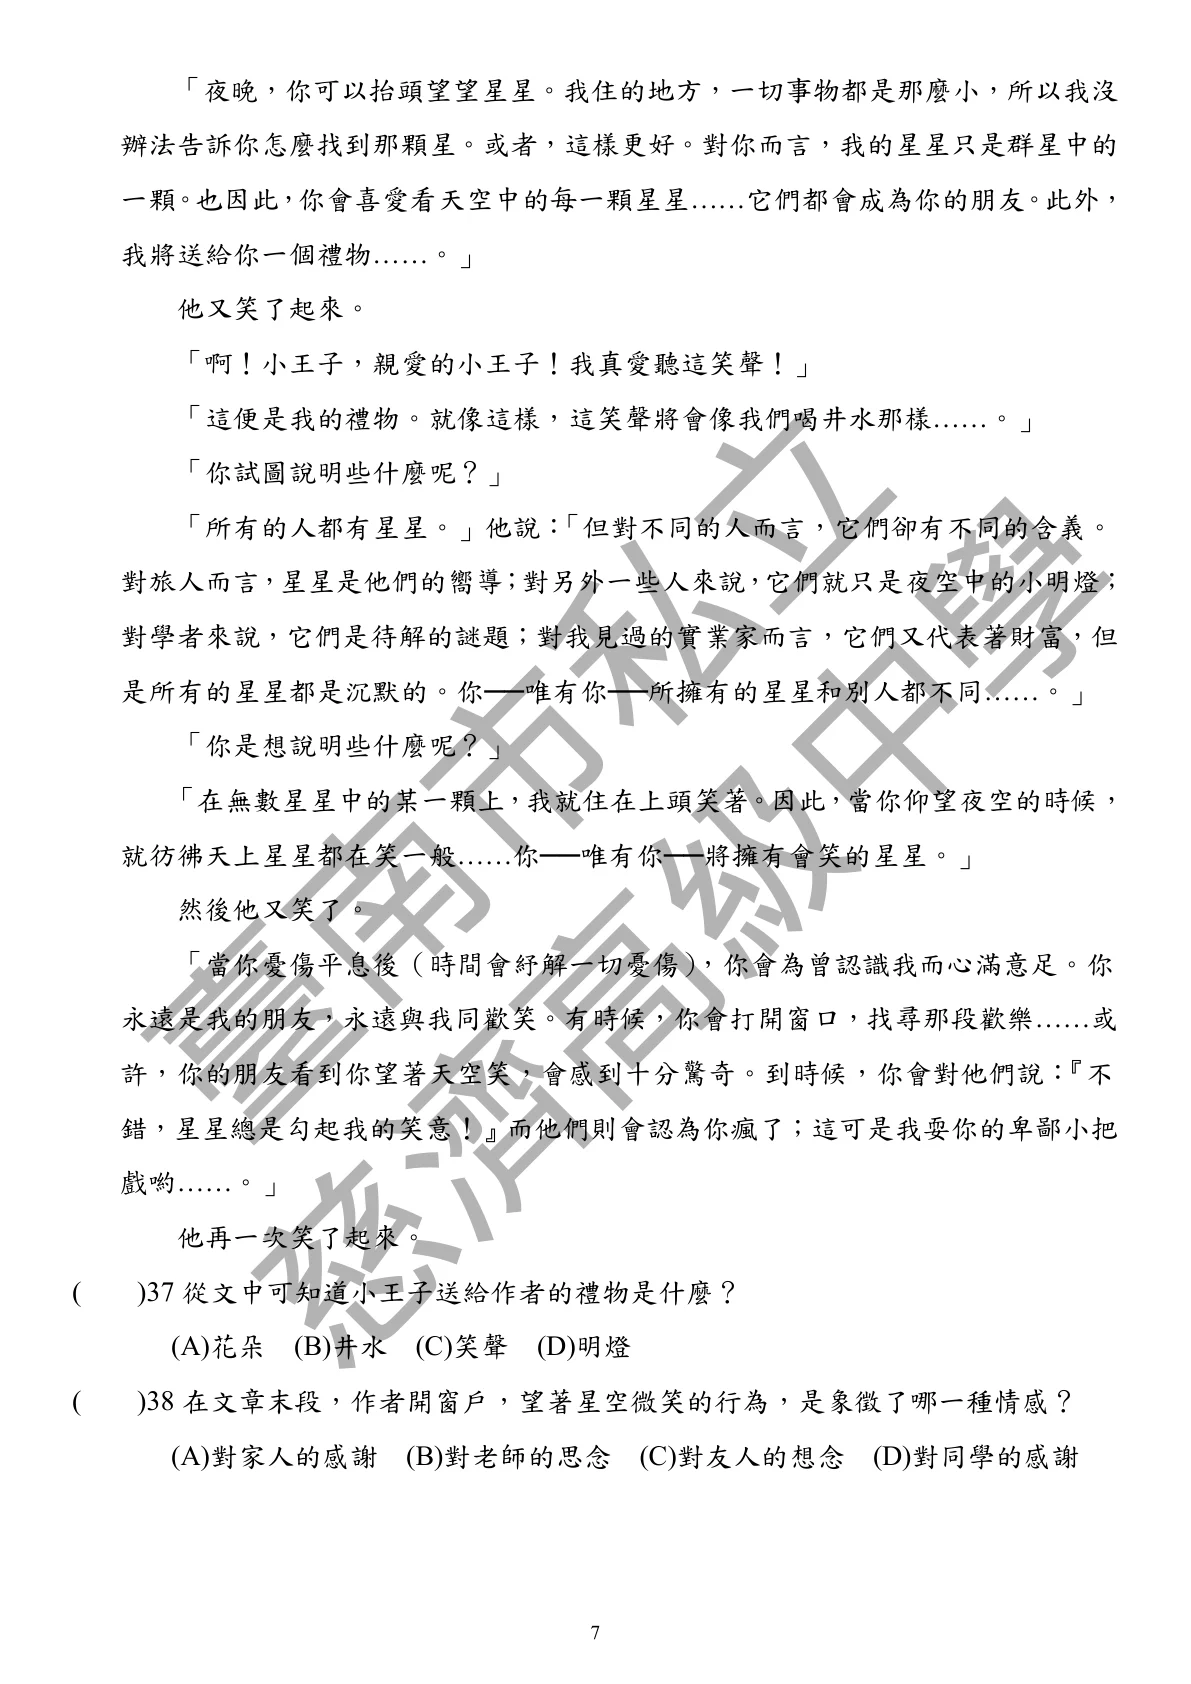 「夜晚，你可以抬頭望望星星。我住的地方，一切事物都是那麼小，所以我沒
辦法告訴你怎麼找到那顆星。或者，這樣更好。對你而言，我的星星只是群星中的
一顆。也因此，你會喜愛看天空中的每一顆星星……它們都會成為你的朋友。此外，
我將送給你一個禮物……。」
他又笑了起來。
「啊！小王子，親愛的小王子！我真愛聽這笑聲！」
「這便是我的禮物。就像這樣，這笑聲將會像我們喝井水那樣……。」
「你試圖說明些什麼呢？」
「所有的人都有星星。」他說：「但對不同的人而言，它們卻有不同的含義。
對旅人而言，星星是他們的嚮導；對另外一些人來說，它們就只是夜空中的小明燈；
對學者來說，它們是待解的謎題；對我見過的實業家而言，它們又代表著財富，但
是所有的星星都是沉默的。你──唯有你──所擁有的星星和別人都不同……。」
「你是想說明些什麼呢？」
「在無數星星中的某一顆上，我就住在上頭笑著。因此，當你仰望夜空的時候，
就彷彿天上星星都在笑一般……你──唯有你──將擁有會笑的星星。」
然後他又笑了。
「當你憂傷平息後（時間會紓解一切憂傷），你會為曾認識我而心滿意足。你
永遠是我的朋友，永遠與我同歡笑。有時候，你會打開窗口，找尋那段歡樂……或
許，你的朋友看到你望著天空笑，會感到十分驚奇。到時候，你會對他們說：『不
錯，星星總是勾起我的笑意！』而他們則會認為你瘋了；這可是我耍你的卑鄙小把
戲喲……。」
他再一次笑了起來。
(　　)37 從文中可知道小王子送給作者的禮物是什麼？
(A)花朵　(B)井水　(C)笑聲　(D)明燈
(　　)38 在文章末段，作者開窗戶，望著星空微笑的行為，是象徵了哪一種情感？
(A)對家人的感謝　(B)對老師的思念　(C)對友人的想念　(D)對同學的感謝
7
臺南市私立
慈濟高級中學